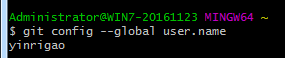 Administrator@WIN7-20161123 MINGW64 ~
$ git config --global user.name
yinrigao